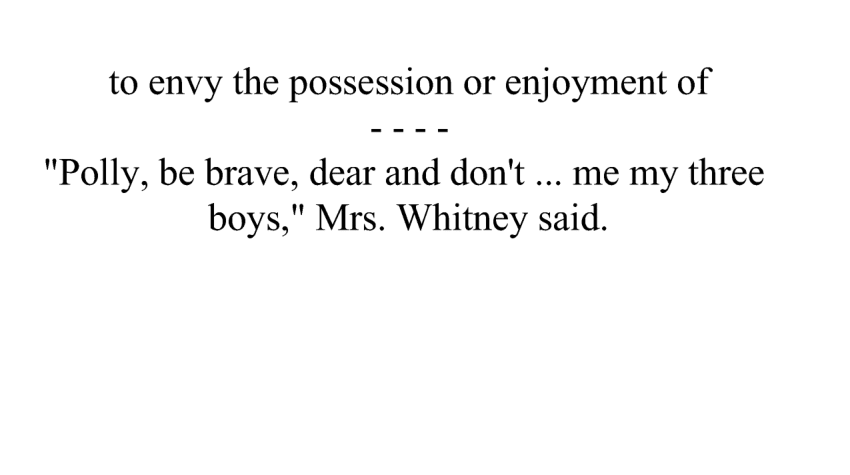 to envy the possession or enjoyment of
- - - -
"Polly, be brave, dear and don't ... me my three
boys," Mrs. Whitney said.